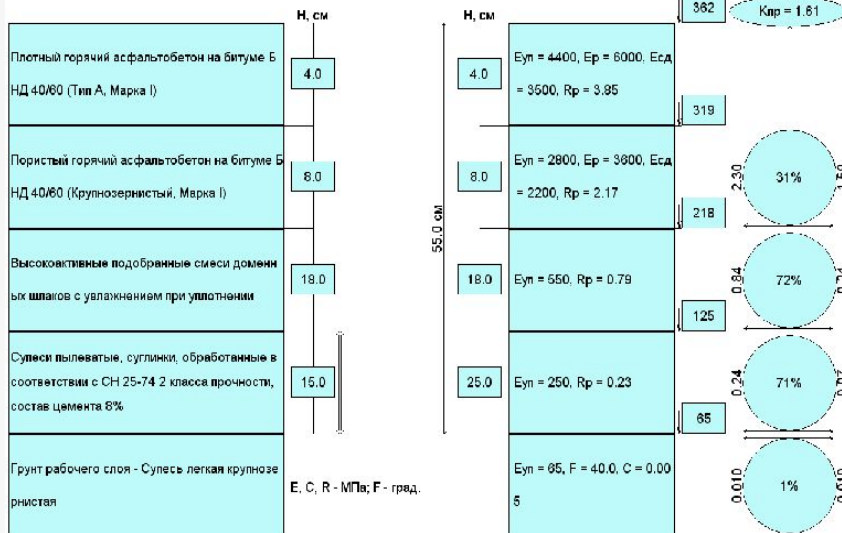 Н, см
Н, см
362
Kпр = 1.61
Плотный горячий асфальтобетон на битуме Б
НД 40/60 (Тип А, Марка I)
4.0
4.0
Еуп = 4400, Ер = 6000, Есд
= 3500, Rр = 3.85
319
Пористый горячий асфальтобетон на битуме Б
НД 40/60 (Крупнозернистый, Марка I)
8.0
8.0
Еуп = 2800, Ер = 3600, Есд
= 2200, Rр = 2.17
218
2.30
31%
55.0 см
Высокоактивные подобранные смеси доменн
ых шлаков с увлажнением при уплотнении
18.0
18.0
Еуп = 550, Rр = 0.79
125
0.84
72%
Супеси пылеватые, суглинки, обработанные в
соответствии с СН 25-74 2 класса прочности,
состав цемента 8%
15.0
25.0
Еуп = 250, Rр = 0.23
65
0.24
71%
Грунт рабочего слоя - Супесь легкая крупнозе
рнистая
E, C, R - МПа; F - град.
Еуп = 65, F = 40.0, C = 0.00
5
0.010
1%